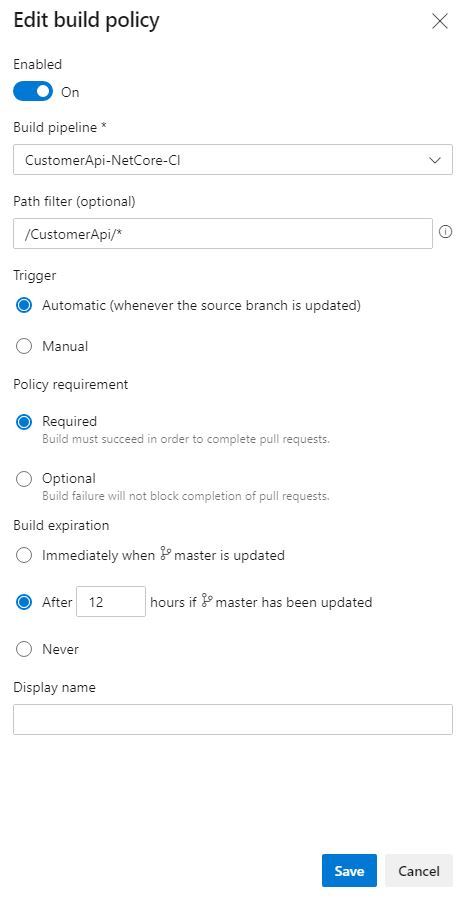 Edit build policy
Enabled
On
Build pipeline *
CustomerApi-NetCore-CI
Path filter (optional)
/CustomerApi/*
Trigger
Automatic (whenever the source branch is updated)
Manual
Policy requirement
Required
Build must succeed in order to complete pull requests.
Optional
Build failure will not block completion of pull requests.
Build expiration
Immediately when master is updated
After 12 hours if master has been updated
Never
Display name
Save Cancel